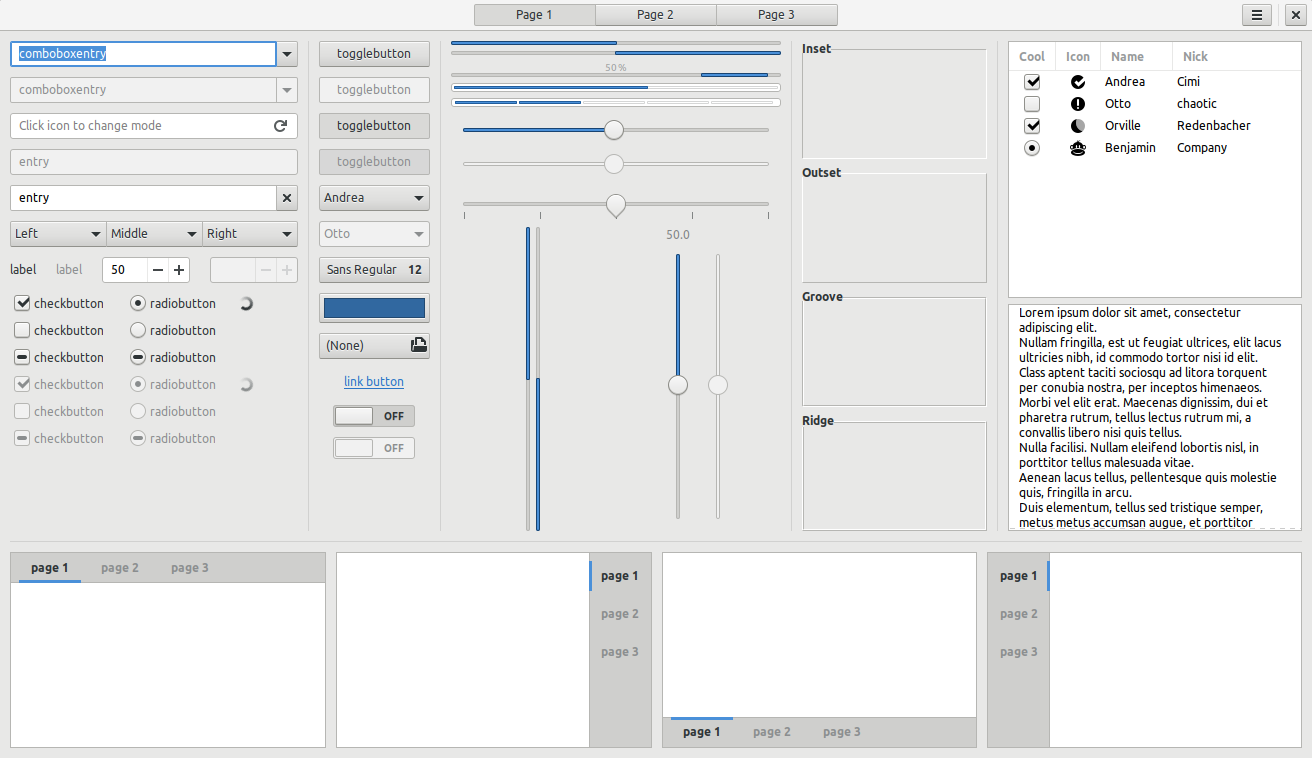 Page 1 Page 2 Page 3
comboboxentry
comboboxentry
Click icon to change mode
entry
entry
Left Middle Right
label label 50
checkbutton radiobutton
checkbutton radiobutton
checkbutton radiobutton
checkbutton radiobutton
checkbutton radiobutton
checkbutton radiobutton
togglebutton
togglebutton
togglebutton
togglebutton
Andrea
Otto
Sans Regular 12
(None)
link button
OFF
OFF
50 %
50.0
Inset
Outset
Groove
Ridge
Cool Icon Name Nick
Andrea Cimi
Otto chaotic
Orville Redenbacher
Benjamin Company
Lorem ipsum dolor sit amet, consectetur
adipiscing elit.
Nullam fringilla, est ut feugiat ultrices, elit lacus
ultricies nibh, id commodo tortor nisi id elit.
Class aptent taciti sociosqu ad litora torquent
per conubia nostra, per inceptos himenaeos.
Morbi vel elit erat. Maecenas dignissim, dui et
pharetra rutrum, tellus lectus rutrum mi, a
convallis libero nisi quis tellus.
Nulla facilisi. Nullam eleifend lobortis nisl, in
porttitor tellus malesuada vitae.
Aenean lacus tellus, pellentesque quis molestie
quis, fringilla in arcu.
Duis elementum, tellus sed tristique semper,
metus metus accumsan augue, et porttitor
page 1 page 2 page 3
page 1
page 2
page 3
page 1 page 2 page 3
page 1
page 2
page 3